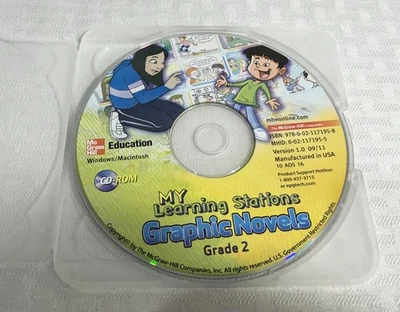 mheonline.com
The McGraw-Hill Companies
ISBN: 978-0-02-117195-8
MHID: 0-02-117195-5
Version 1.0 09/11
Manufactured in USA
10 ADS 16
Product Support Hotline:
1-800-437-3715
or epgtech.com
Mc
Graw
Hill
Education
Windows/Macintosh
CD-ROM
MY
Learning Stations
Graphic Novels
Grade 2
Copyright© by The McGraw-Hill Companies, Inc. All rights reserved. U.S. Government Restricted Rights.